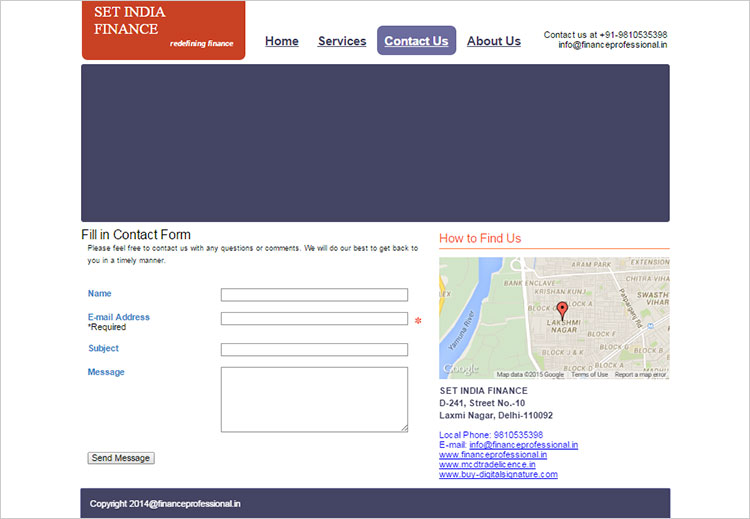 SET INDIA
FINANCE
redefining finance
Home Services Contact Us About Us
Contact us at +91-9810535398
info@financeprofessional.in
Fill in Contact Form
Please feel free to contact us with any questions or comments. We will do our best to get back to
you in a timely manner.
Name
E-mail Address
*Required
*
Subject
Message
Send Message
How to Find Us
ARAM PARK
EXTENSION
CHITRA VIHA
BANK ENCLAVE
KRISHAN KUNJ
BLOCK A
SWASTH
VIHAR
Patparganj Rd
LAKSHMI
NAGAR
BLOCK E
BLOCK J & K
BLOCK
Yamuna River
Google
Map data ©2015 Google Terms of Use Report a map error
SET INDIA FINANCE
D-241, Street No.-10
Laxmi Nagar, Delhi-110092
Local Phone: 9810535398
E-mail: info@financeprofessional.in
www.financeprofessional.in
www.mcdtradelicence.in
www.buy-digitalsignature.com
Copyright 2014@financeprofessional.in